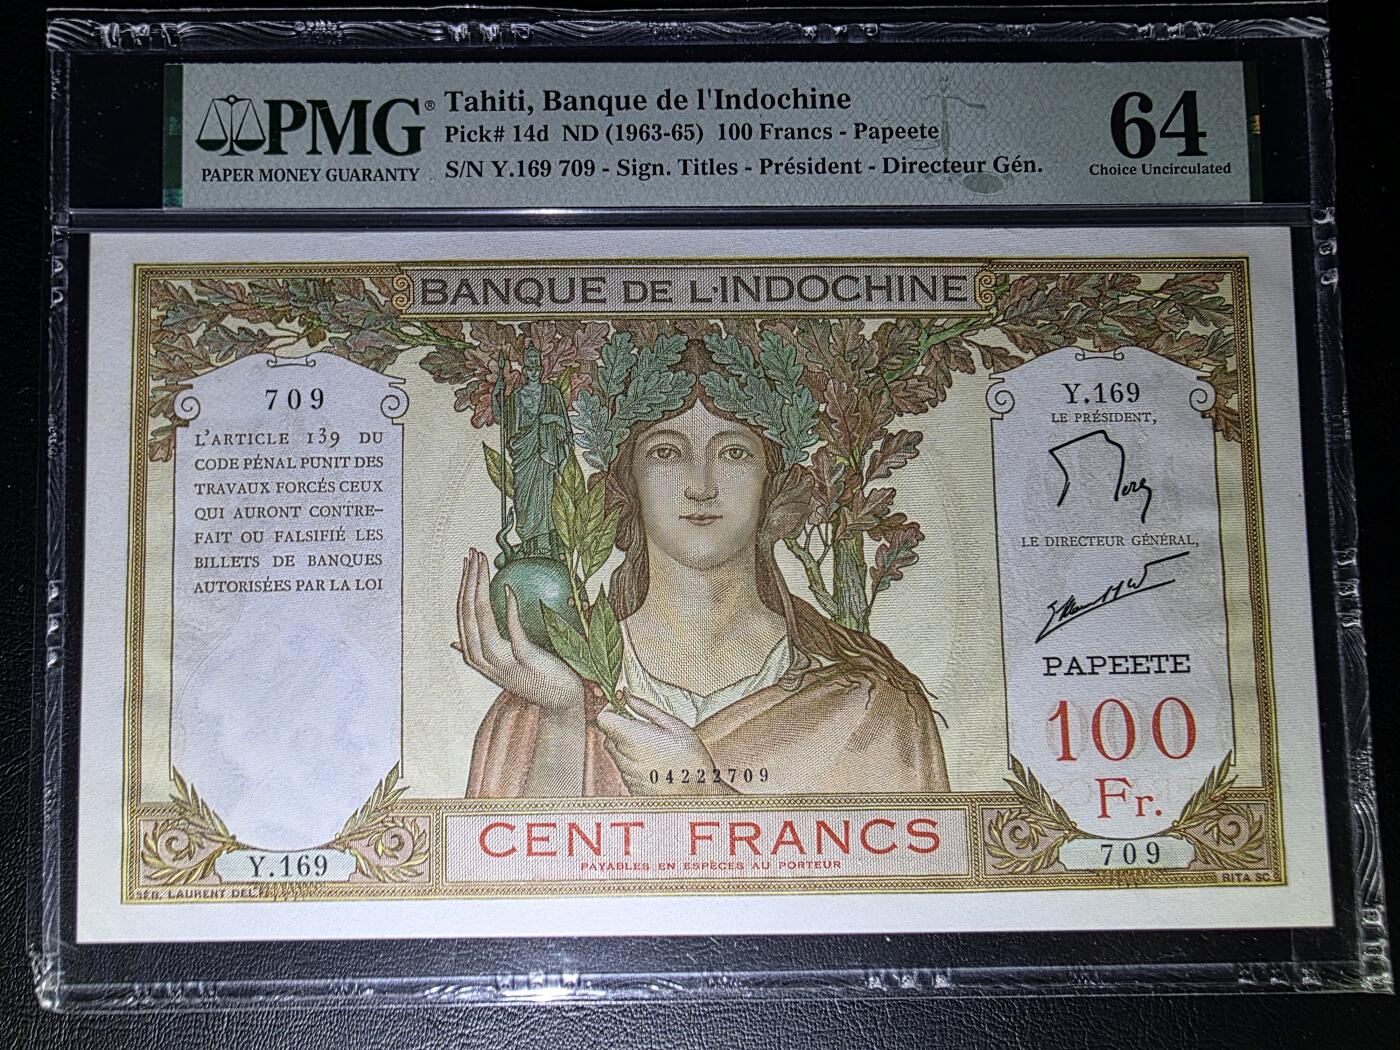 PMG®
PAPER MONEY GUARANTY
Tahiti, Banque de l'Indochine
Pick# 14d ND (1963-65) 100 Francs - Papeete
S/N Y.169 709 - Sign. Titles - Président - Directeur Gén.
64
Choice Uncirculated
BANQUE DE L'INDOCHINE
709
L'ARTICLE 139 DU
CODE PÉNAL PUNIT DES
TRAVAUX FORCÉS CEUX
QUI AURONT CONTRE-
FAIT OU FALSIFIÉ LES
BILLETS DE BANQUES
AUTORISÉES PAR LA LOI
Y.169
LE PRÉSIDENT,
LE DIRECTEUR GÉNÉRAL,
PAPEETE
100
Fr.
04222709
CENT FRANCS
PAYABLES EN ESPÈCES AU PORTEUR
Y.169
709
SÉB. LAURENT DEL.
RITA SC.